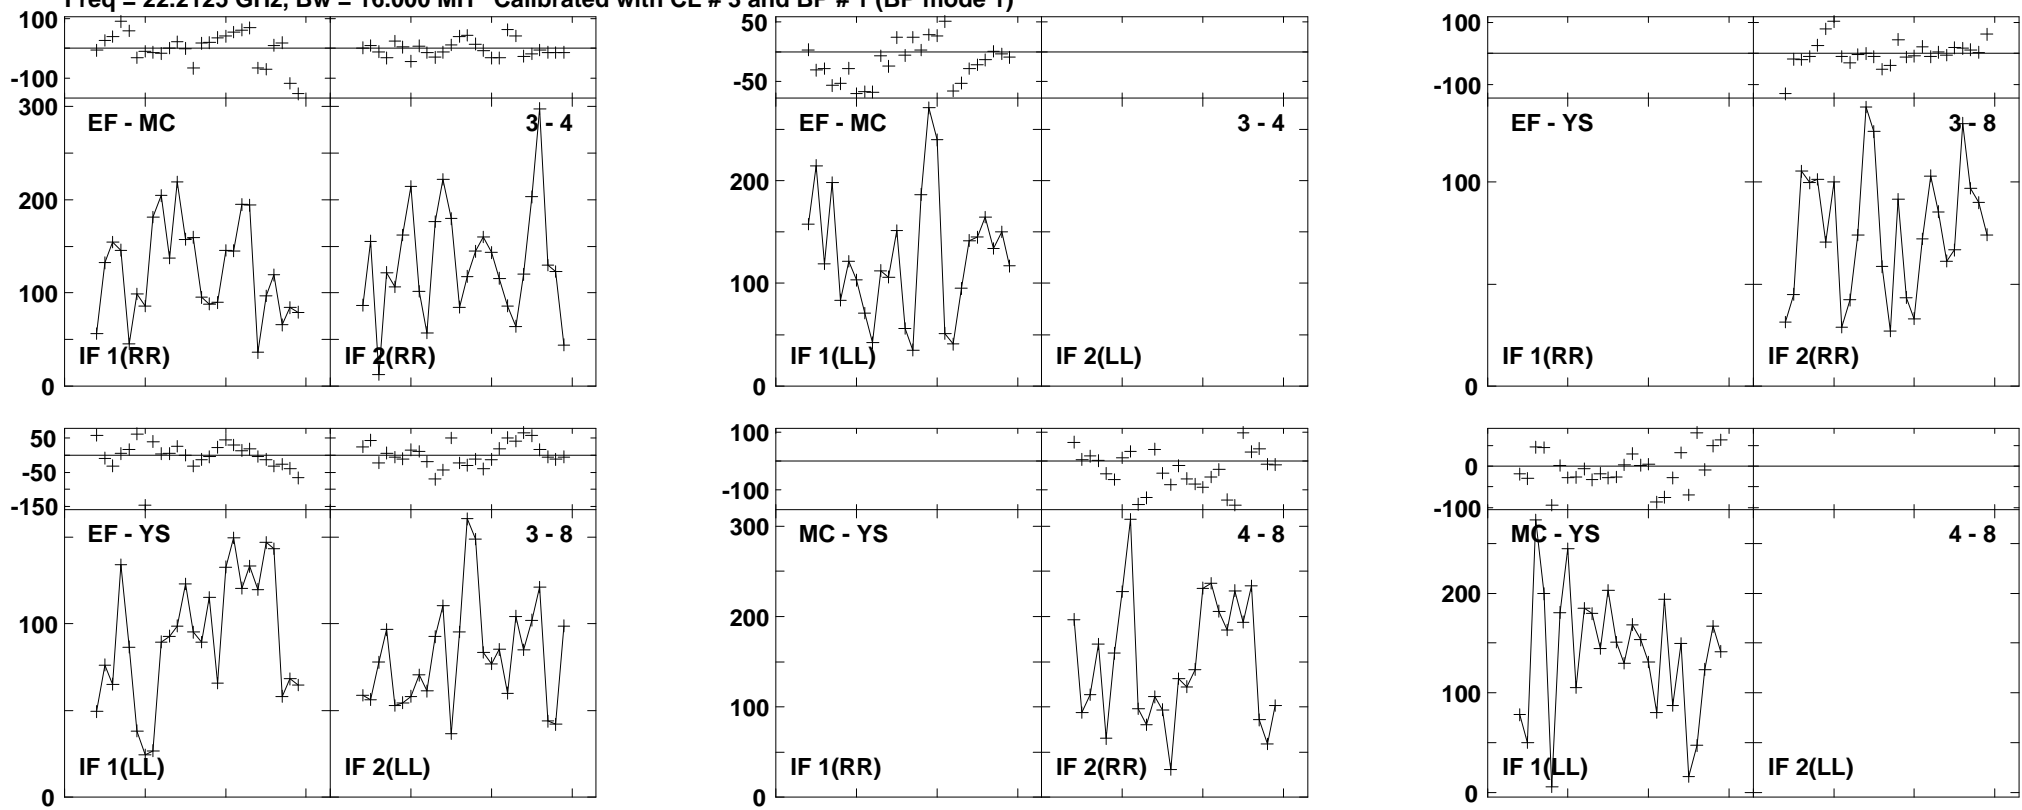 Freq = 22.2125 GHz, Bw = 16.000 MH Calibrated with CL # 3 and BP # 1 (BP mode 1)
100
-100
300
200
100
0
EF - MC
3 - 4
IF 1(RR)
IF 2(RR)
50
-50
200
100
0
EF - MC
3 - 4
IF 1(LL)
IF 2(LL)
100
-100
100
0
EF - YS
3 - 8
IF 1(RR)
IF 2(RR)
50
-50
-150
100
0
EF - YS
3 - 8
IF 1(LL)
IF 2(LL)
100
-100
300
200
100
0
MC - YS
4 - 8
IF 1(RR)
IF 2(RR)
0
-100
200
100
0
MC - YS
4 - 8
IF 1(LL)
IF 2(LL)